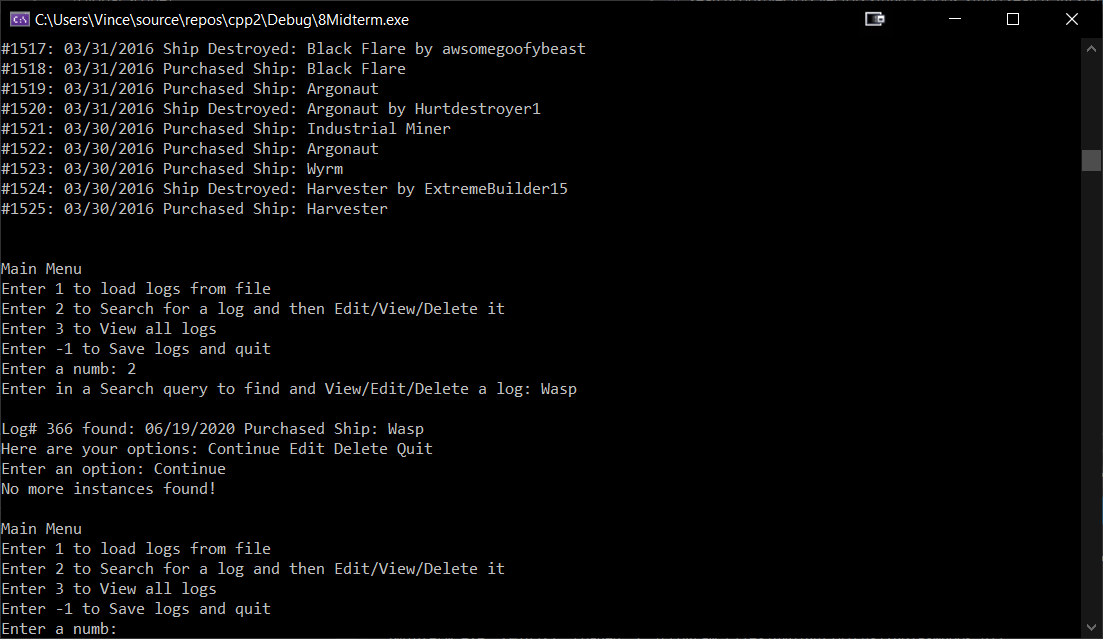 C:\Users\Vince\source\repos\cpp2\Debug\8Midterm.exe
#1517: 03/31/2016 Ship Destroyed: Black Flare by awsomegoofybeast
#1518: 03/31/2016 Purchased Ship: Black Flare
#1519: 03/31/2016 Purchased Ship: Argonaut
#1520: 03/31/2016 Ship Destroyed: Argonaut by Hurtdestroyer1
#1521: 03/30/2016 Purchased Ship: Industrial Miner
#1522: 03/30/2016 Purchased Ship: Argonaut
#1523: 03/30/2016 Purchased Ship: Wyrm
#1524: 03/30/2016 Ship Destroyed: Harvester by ExtremeBuilder15
#1525: 03/30/2016 Purchased Ship: Harvester
Main Menu
Enter 1 to load logs from file
Enter 2 to Search for a log and then Edit/View/Delete it
Enter 3 to View all logs
Enter -1 to Save logs and quit
Enter a numb: 2
Enter in a Search query to find and View/Edit/Delete a log: Wasp
Log# 366 found: 06/19/2020 Purchased Ship: Wasp
Here are your options: Continue Edit Delete Quit
Enter an option: Continue
No more instances found!
Main Menu
Enter 1 to load logs from file
Enter 2 to Search for a log and then Edit/View/Delete it
Enter 3 to View all logs
Enter -1 to Save logs and quit
Enter a numb: